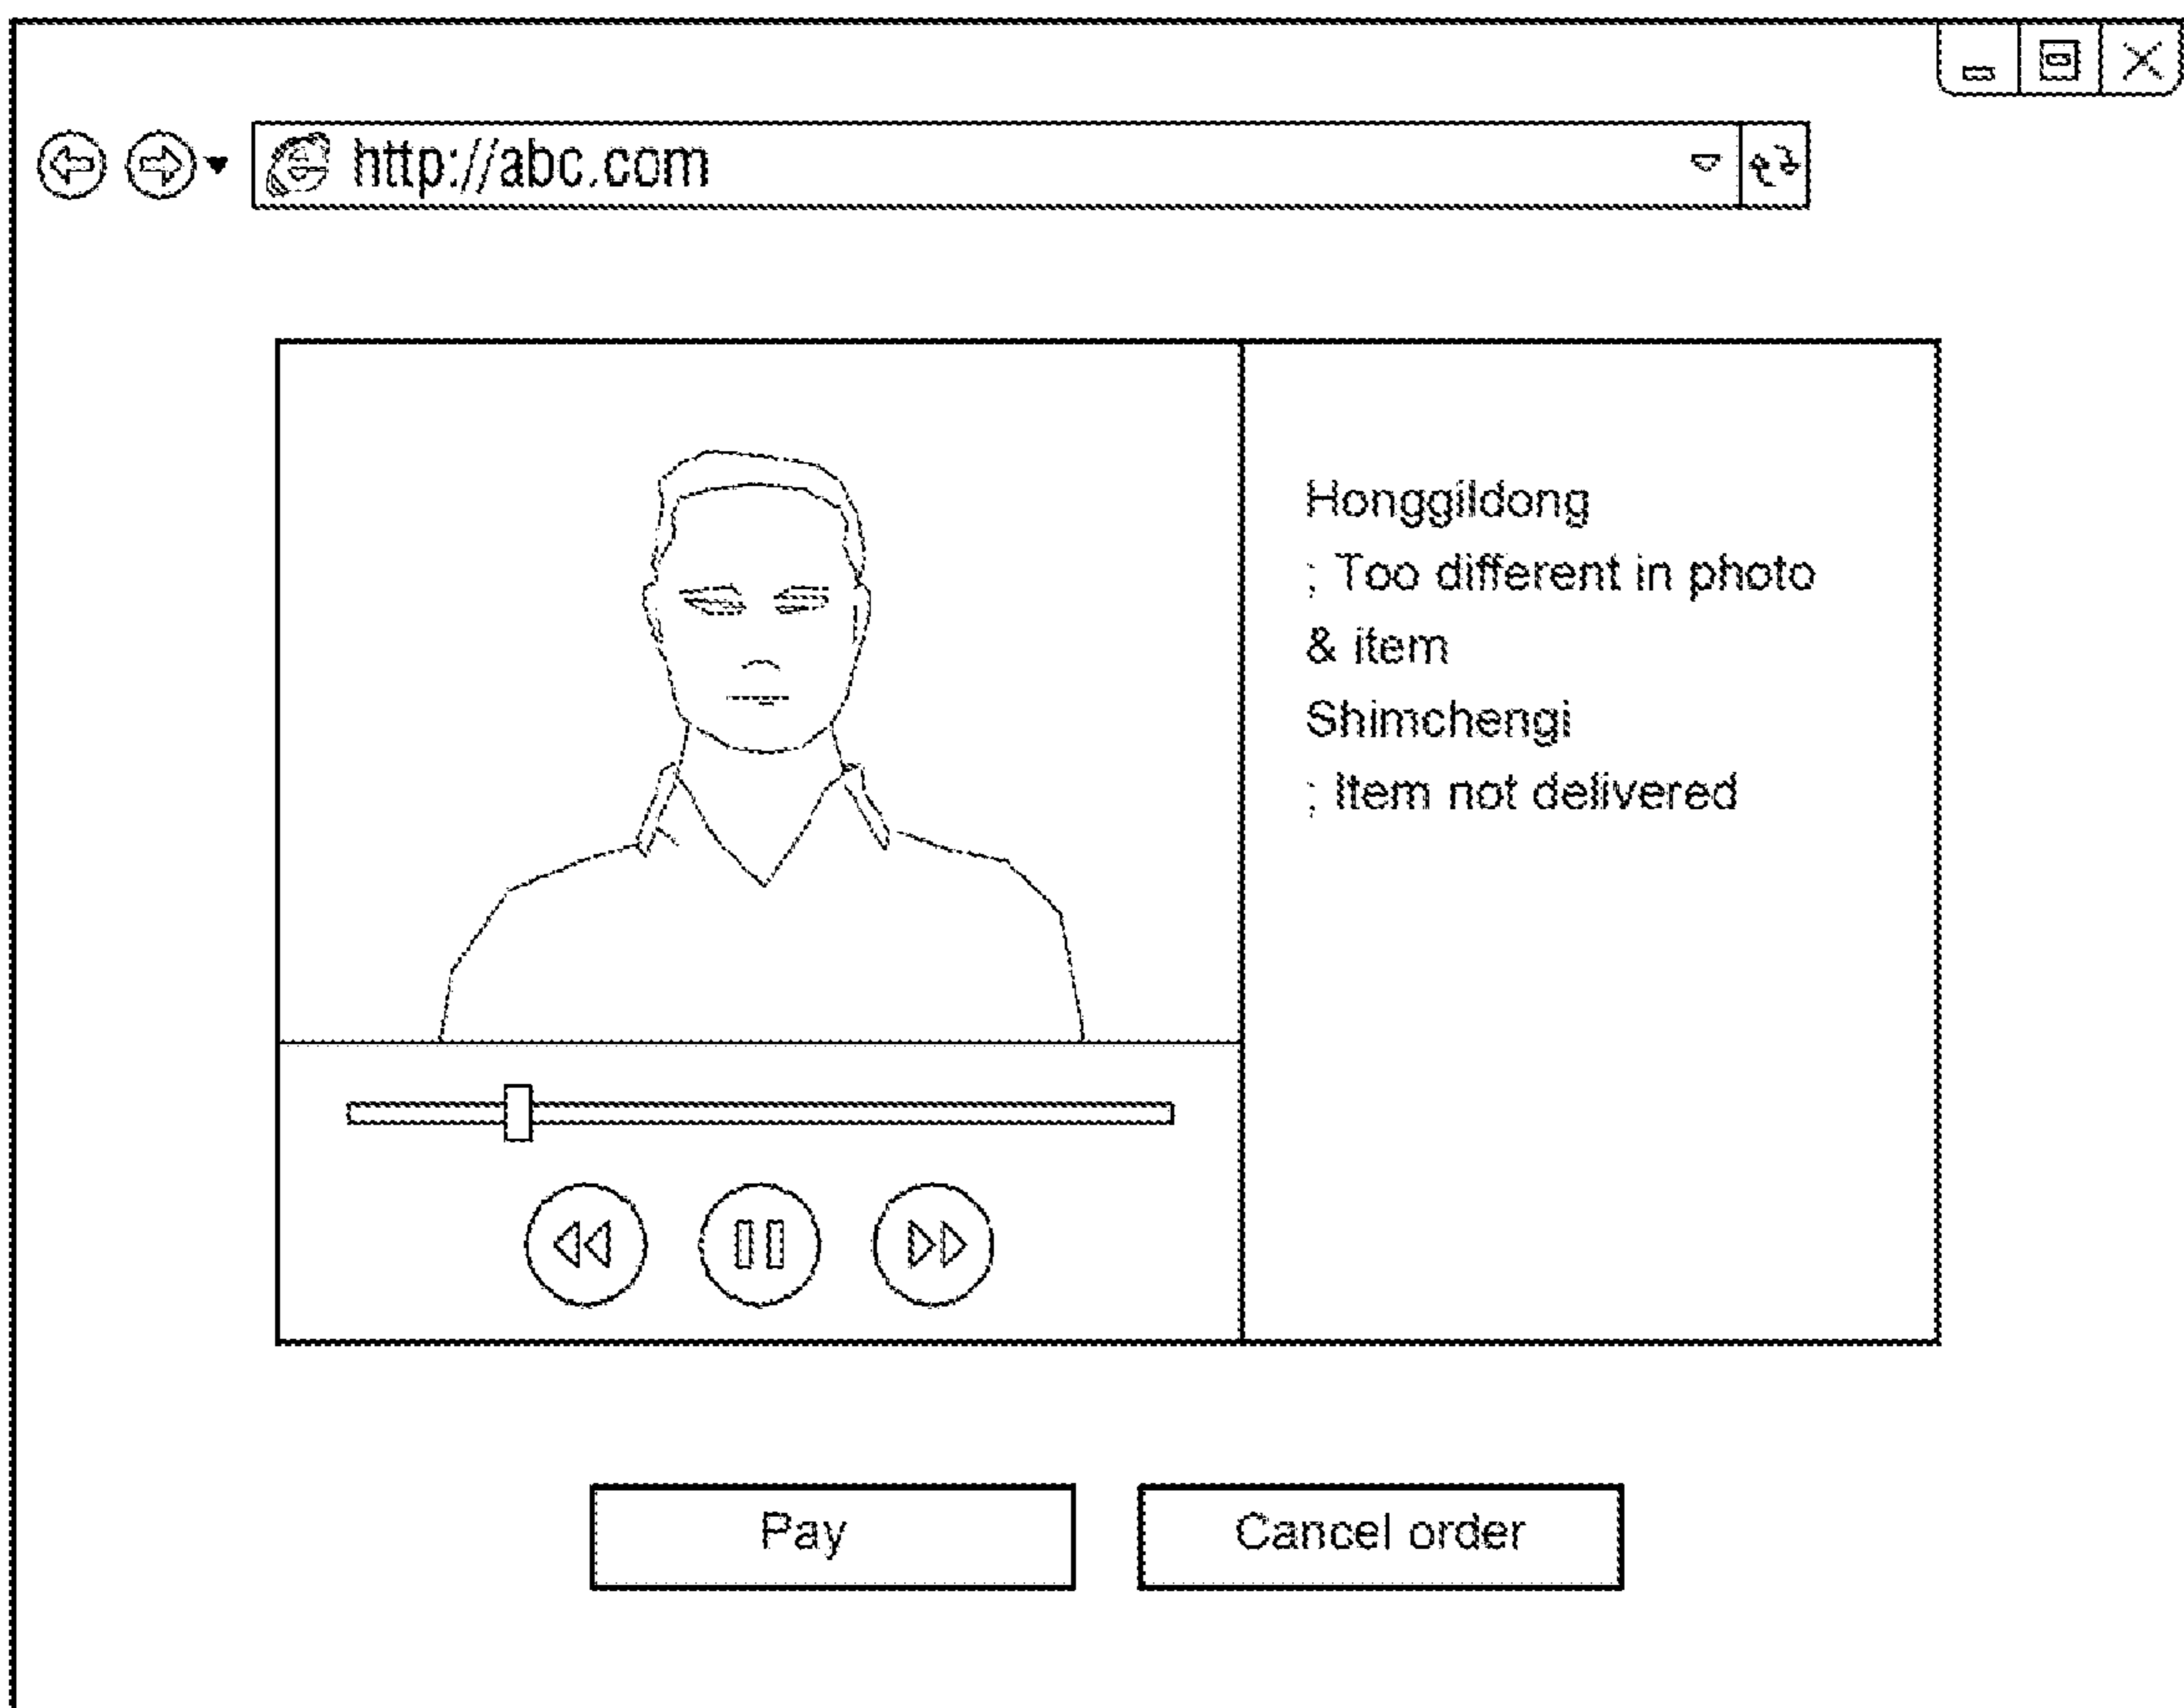 http://abc.com
Honggildong
; Too different in photo
& item
Shimchengi
; Item not delivered
Pay
Cancel order